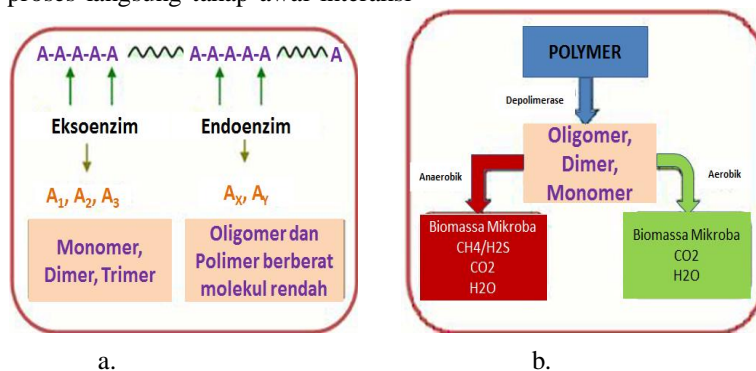 proses langsung tahap awal interaksi
A-A-A-A-A A-A-A-A-A A
Eksoenzim Endoenzim
A1, A2, A3 AX, AY
Monomer,
Dimer, Trimer
Oligomer dan
Polimer berberat
molekul rendah
a.
POLYMER
Depolimerase
Oligomer,
Dimer,
Monomer
Anaerobik
Aerobik
Biomassa Mikroba
CH4/H2S
CO2
H2O
Biomassa Mikroba
CO2
H2O
b.